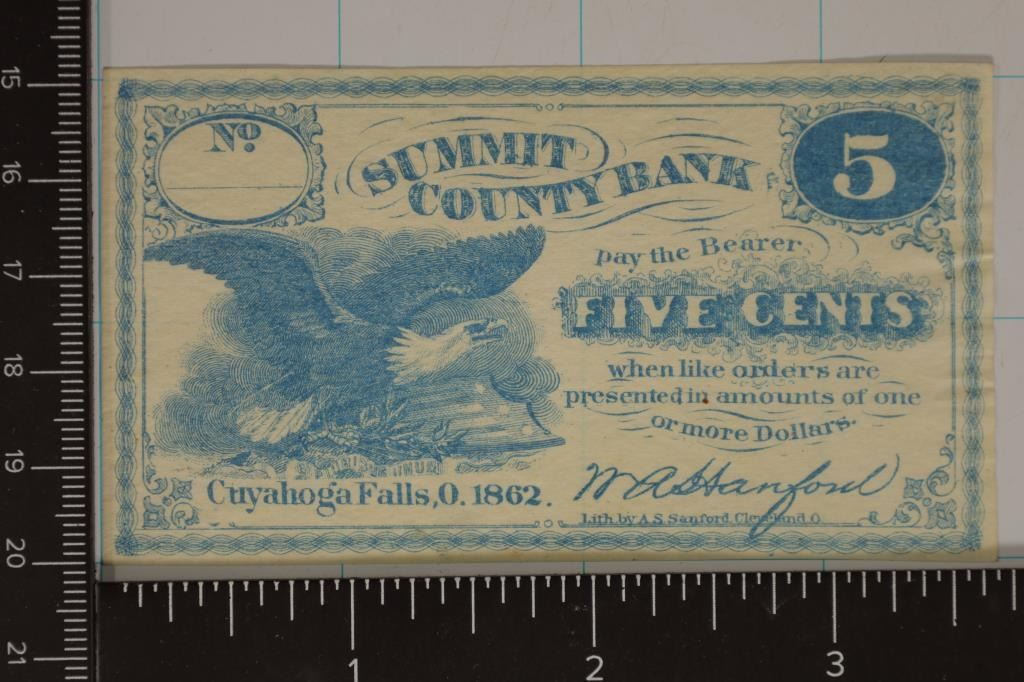 No.
SUMMIT
COUNTY BANK
5
pay the Bearer
FIVE CENTS
when like orders are
presented in amounts of one
or more Dollars.
Cuyahoga Falls, O. 1862.
W A Hanford
Lith. by A.S. Sanford, Cleveland. O.
15
16
17
18
19
20
21
1
2
3